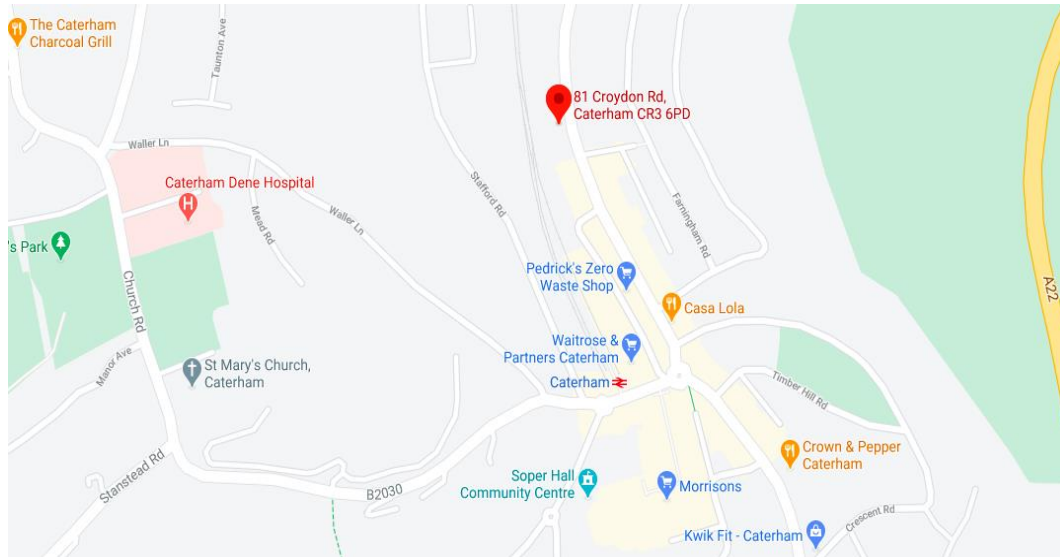 The Caterham
Charcoal Grill
Taunton Ave
81 Croydon Rd,
Caterham CR3 6PD
Waller Ln
Caterham Dene Hospital
H
Stafford Rd
Farningham Rd
Mead Rd
Waller Ln
's Park
Pedrick's Zero
Waste Shop
A22
Church Rd
Casa Lola
Waitrose &
Partners Caterham
Manor Ave
St Mary's Church,
Caterham
Caterham
Timber Hill Rd
Crown & Pepper
Caterham
Stanstead Rd
Soper Hall
Community Centre
B2030
Morrisons
Crescent Rd
Kwik Fit - Caterham